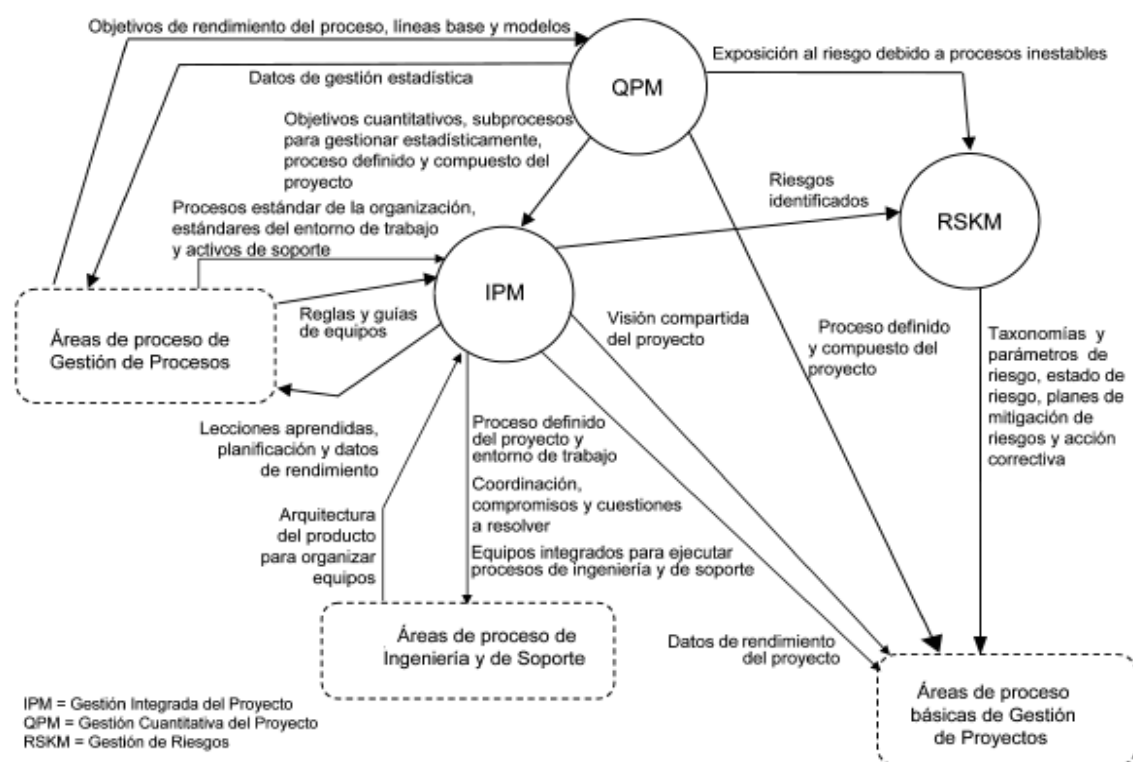 Objetivos de rendimiento del proceso, líneas base y modelos
QPM
Exposición al riesgo debido a procesos inestables
Datos de gestión estadística
Objetivos cuantitativos, subprocesos
para gestionar estadísticamente,
proceso definido y compuesto del
proyecto
Riesgos
identificados
RSKM
Procesos estándar de la organización,
estándares del entorno de trabajo
y activos de soporte
IPM
Reglas y guías
de equipos
Áreas de proceso de
Gestión de Procesos
Visión compartida
del proyecto
Proceso definido
y compuesto del
proyecto
Taxonomías y
parámetros de
riesgo, estado de
riesgo, planes de
mitigación de
riesgos y acción
correctiva
Lecciones aprendidas,
planificación y datos
de rendimiento
Proceso definido
del proyecto y
entorno de trabajo
Coordinación,
compromisos y cuestiones
a resolver
Equipos integrados para ejecutar
procesos de ingeniería y de soporte
Arquitectura
del producto
para organizar
equipos
Áreas de proceso de
Ingeniería y de Soporte
Datos de rendimiento
del proyecto
Áreas de proceso
básicas de Gestión
de Proyectos
IPM = Gestión Integrada del Proyecto
QPM = Gestión Cuantitativa del Proyecto
RSKM = Gestión de Riesgos